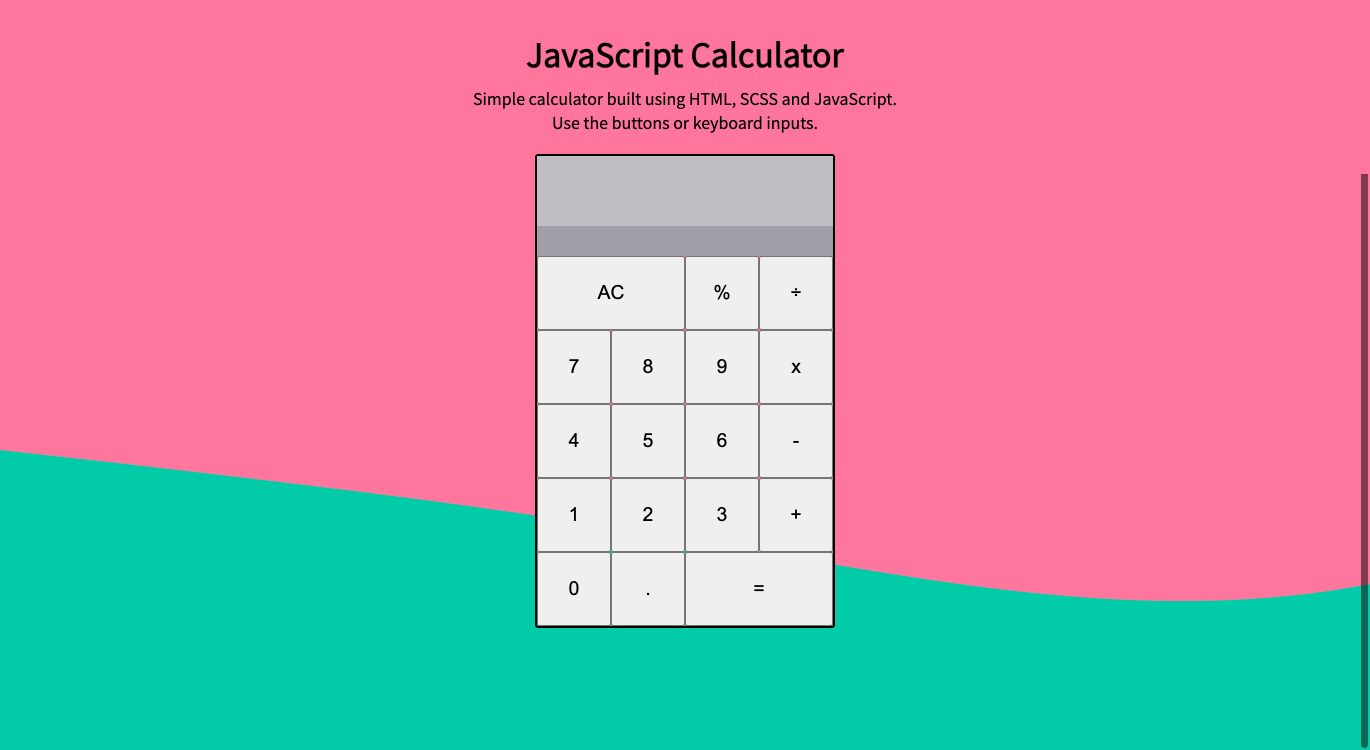 JavaScript Calculator
Simple calculator built using HTML, SCSS and JavaScript.
Use the buttons or keyboard inputs.
AC % ÷
7 8 9 x
4 5 6 -
1 2 3 +
0 . =